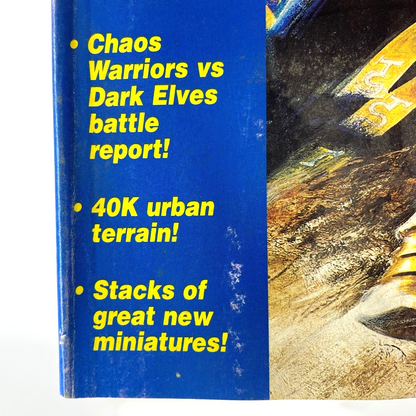 • Chaos
Warriors vs
Dark Elves
battle
report!
• 40K urban
terrain!
• Stacks of
great new
miniatures!